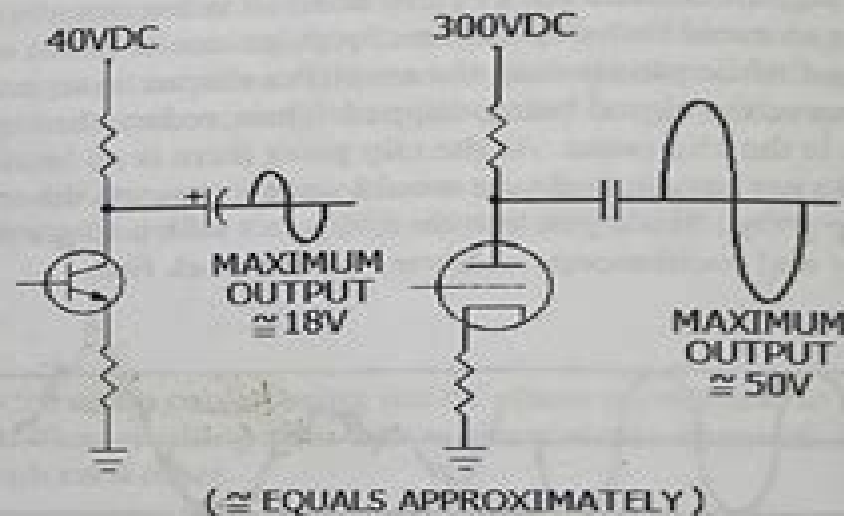 40VDC
300VDC
+
MAXIMUM
OUTPUT
≅ 18V
MAXIMUM
OUTPUT
≅ 50V
( ≅ EQUALS APPROXIMATELY )